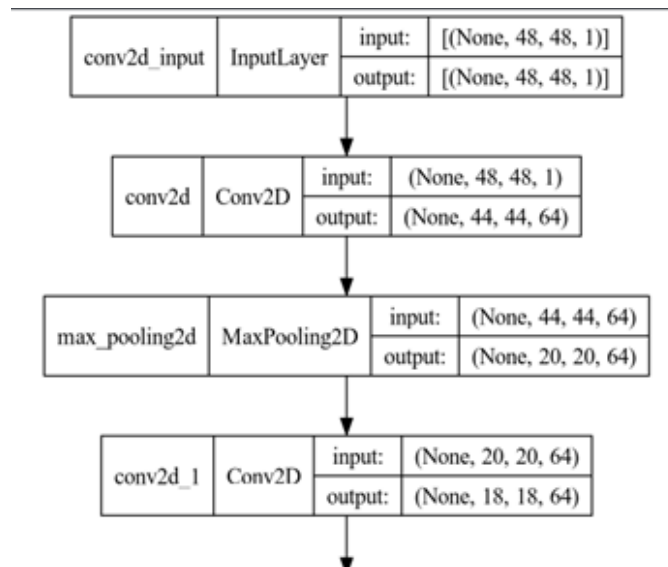 conv2d_input InputLayer input: [(None, 48, 48, 1)]
output: [(None, 48, 48, 1)]
conv2d Conv2D input: (None, 48, 48, 1)
output: (None, 44, 44, 64)
max_pooling2d MaxPooling2D input: (None, 44, 44, 64)
output: (None, 20, 20, 64)
conv2d_1 Conv2D input: (None, 20, 20, 64)
output: (None, 18, 18, 64)